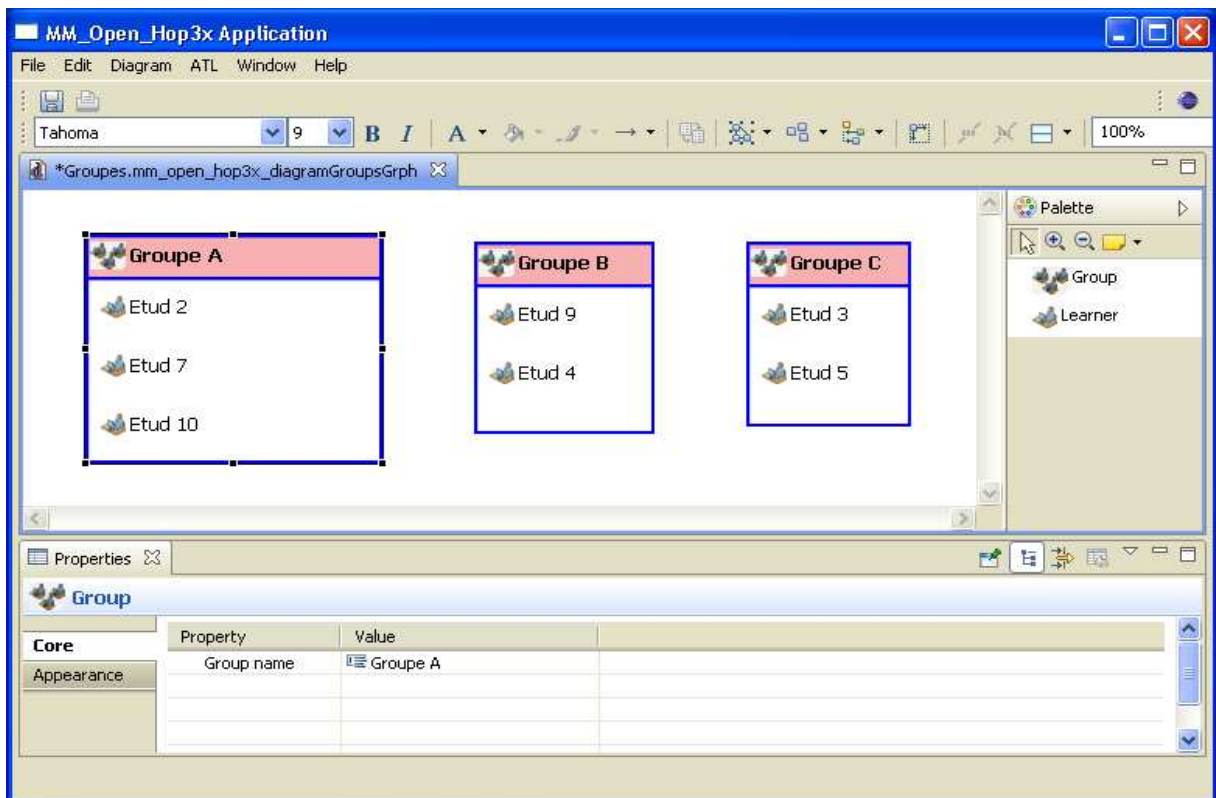 MM_Open_Hop3x Application
File Edit Diagram ATL Window Help
Tahoma 9 B I A 100%
*Groupes.mm_open_hop3x_diagramGroupsGrph
Palette
Groupe A
Groupe B
Groupe C
Group
Etud 2
Etud 9
Etud 3
Learner
Etud 7
Etud 4
Etud 5
Etud 10
Properties
Group
Core
Appearance
Property Value
Group name Groupe A